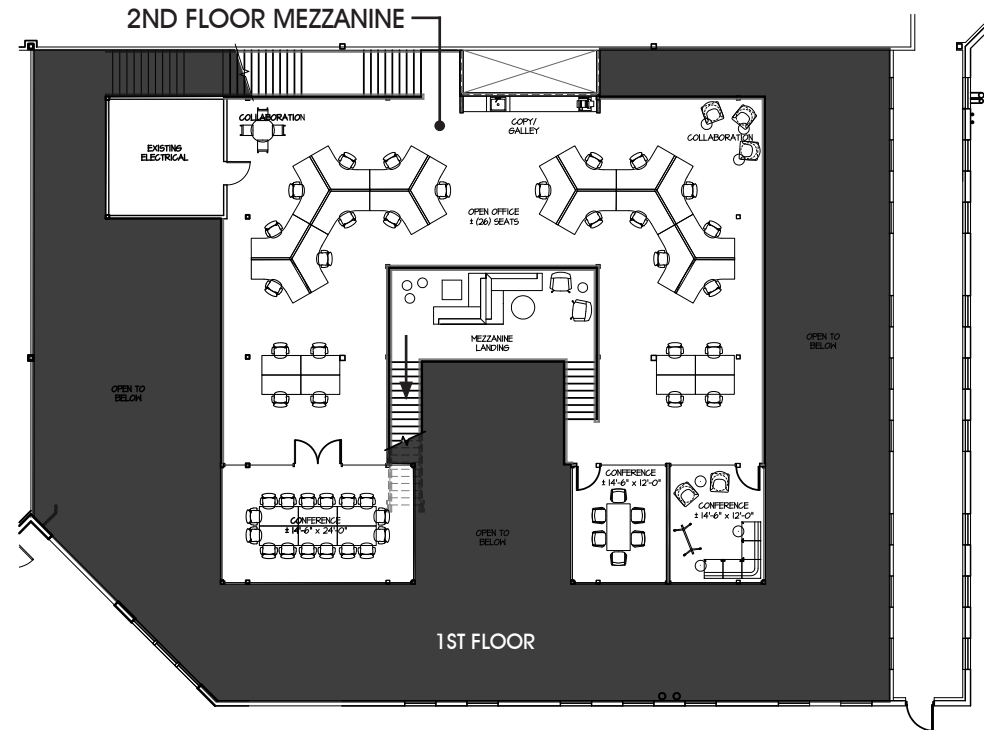 2ND FLOOR MEZZANINE
COLLABORATION
COPY/
GALLEY
COLLABORATION
EXISTING
ELECTRICAL
OPEN OFFICE
± (26) SEATS
MEZZANINE
LANDING
OPEN TO
BELOW
OPEN TO
BELOW
CONFERENCE
± 14'-6" x 12'-0"
CONFERENCE
± 14'-6" x 12'-0"
CONFERENCE
± 14'-6" x 24'-0"
OPEN TO
BELOW
1ST FLOOR